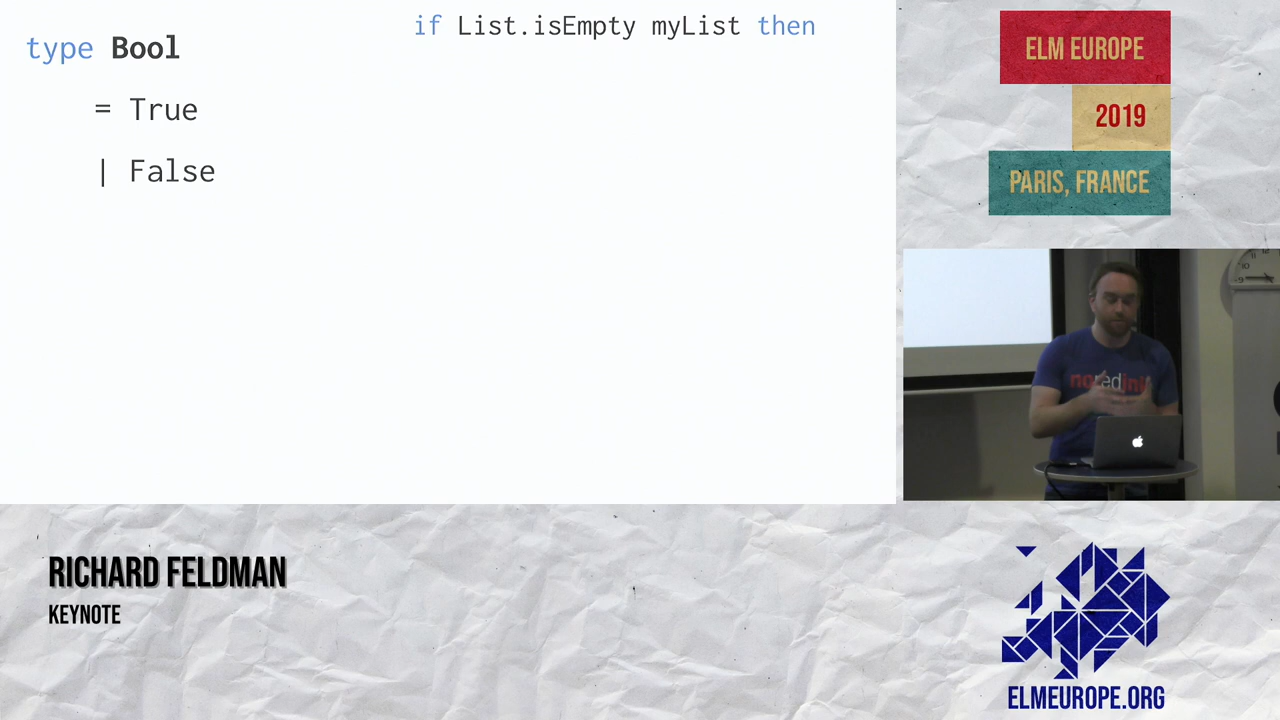 type Bool
= True
| False
if List.isEmpty myList then
ELM EUROPE
2019
PARIS, FRANCE
noredink
RICHARD FELDMAN
KEYNOTE
ELMEUROPE.ORG